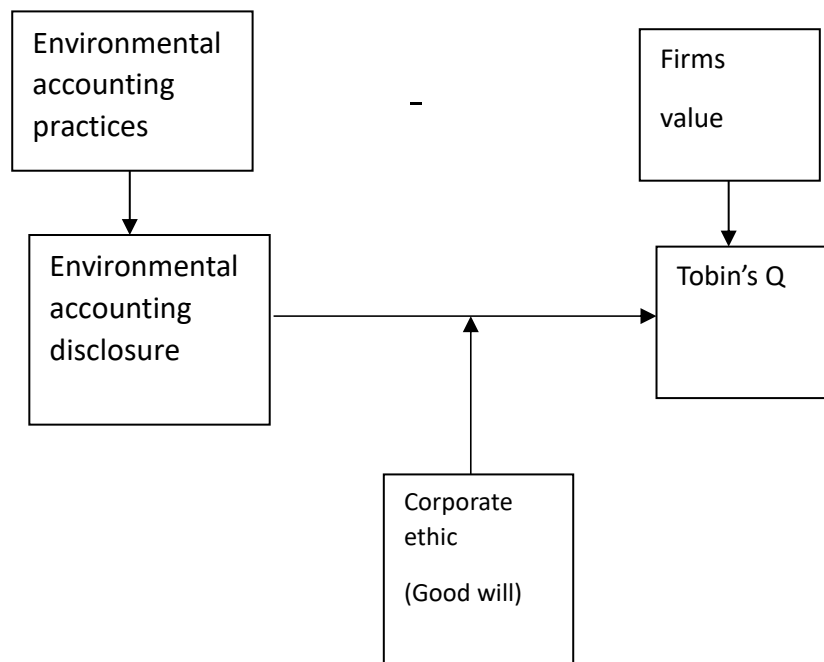 Environmental
accounting
practices
-
Firms
value
Environmental
accounting
disclosure
Tobin’s Q
Corporate
ethic
(Good will)